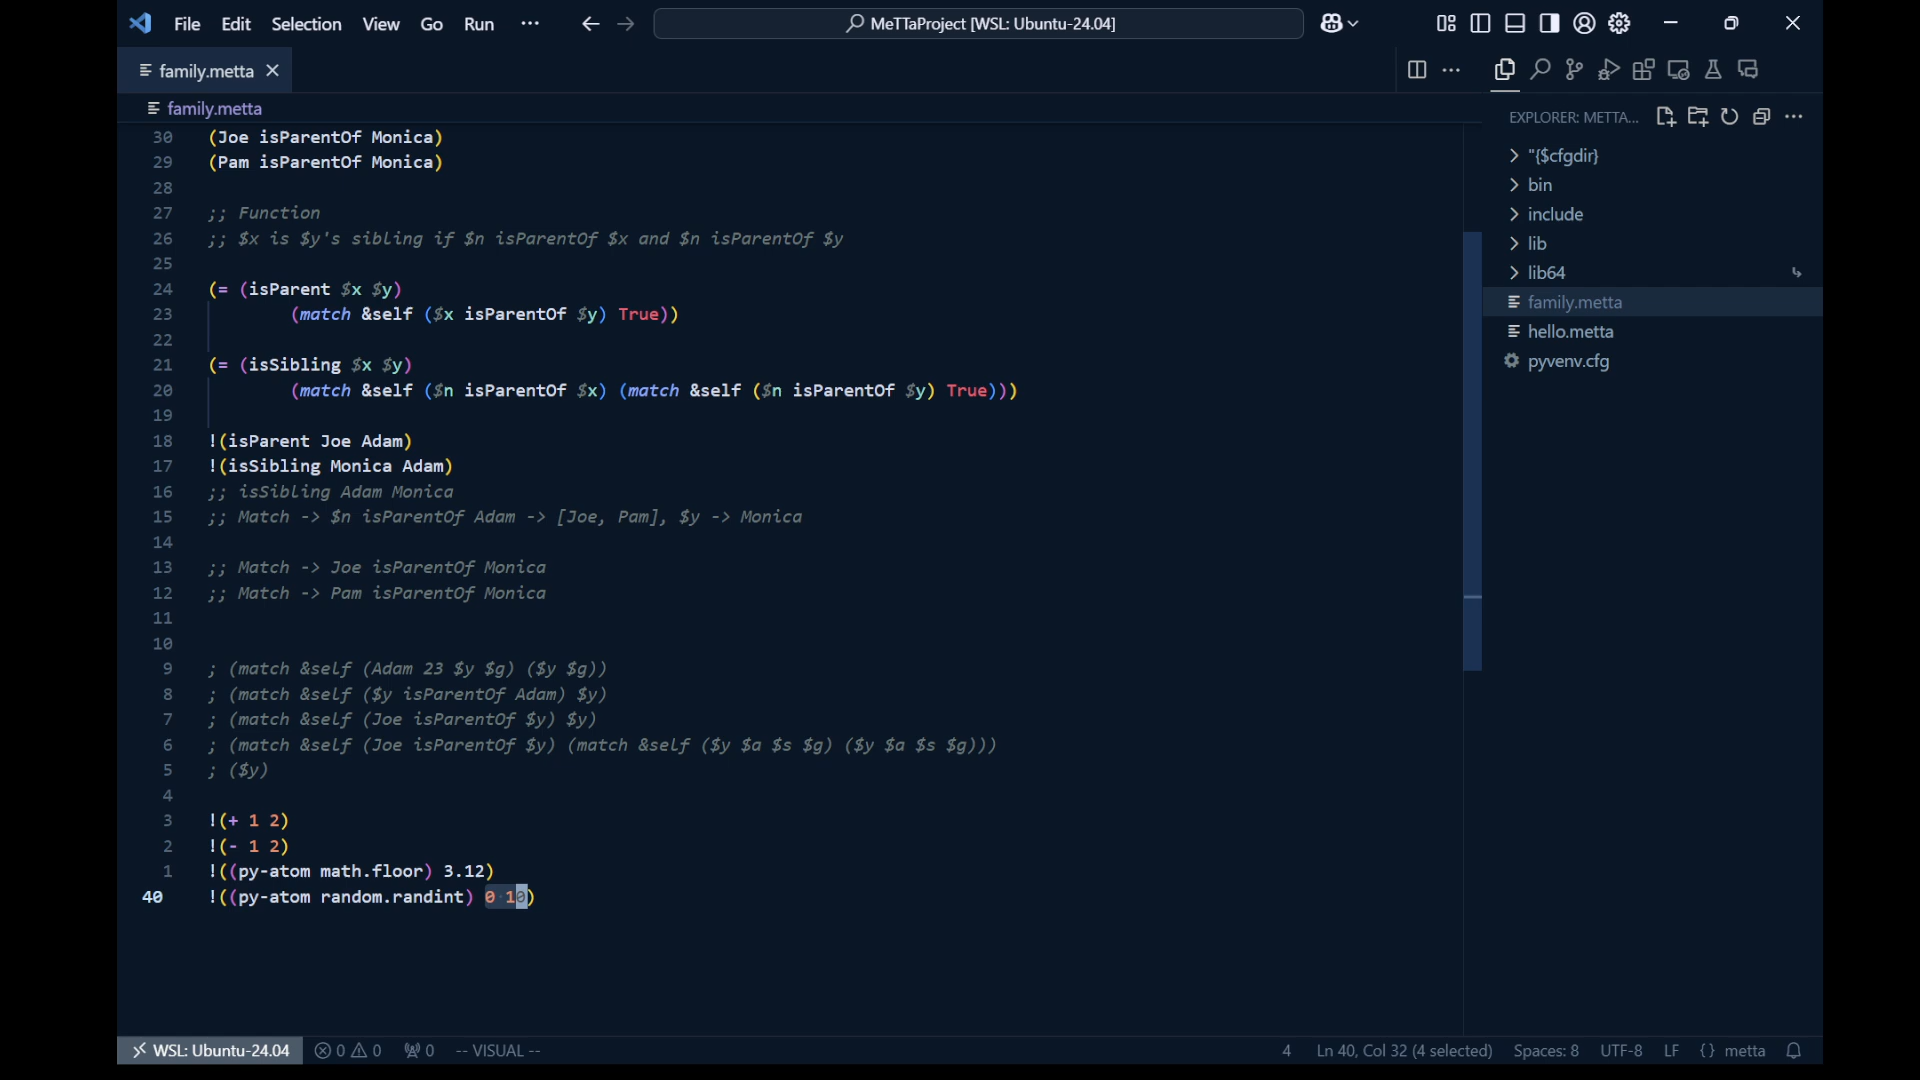 File Edit Selection View Go Run ···
MeTTaProject [WSL: Ubuntu-24.04]
family.metta
family.metta
30 (Joe isParentOf Monica)
29 (Pam isParentOf Monica)
28
27 ;; Function
26 ;; $x is $y's sibling if $n isParentOf $x and $n isParentOf $y
25
24 (= (isParent $x $y)
23 (match &self ($x isParentOf $y) True))
22
21 (= (isSibling $x $y)
20 (match &self ($n isParentOf $x) (match &self ($n isParentOf $y) True)))
19
18 !(isParent Joe Adam)
17 !(isSibling Monica Adam)
16 ;; isSibling Adam Monica
15 ;; Match -> $n isParentOf Adam -> [Joe, Pam], $y -> Monica
14
13 ;; Match -> Joe isParentOf Monica
12 ;; Match -> Pam isParentOf Monica
11
10
9 ; (match &self (Adam 23 $y $g) ($y $g))
8 ; (match &self ($y isParentOf Adam) $y)
7 ; (match &self (Joe isParentOf $y) $y)
6 ; (match &self (Joe isParentOf $y) (match &self ($y $a $s $g) ($y $a $s $g)))
5 ; ($y)
4
3 !(+ 1 2)
2 !(- 1 2)
1 !((py-atom math.floor) 3.12)
40 !((py-atom random.randint) 0 10)
EXPLORER: METTA...
"{$cfgdir}
bin
include
lib
lib64
family.metta
hello.metta
pyvenv.cfg
WSL: Ubuntu-24.04 0 0 0 -- VISUAL -- 4 Ln 40, Col 32 (4 selected) Spaces: 8 UTF-8 LF {} metta